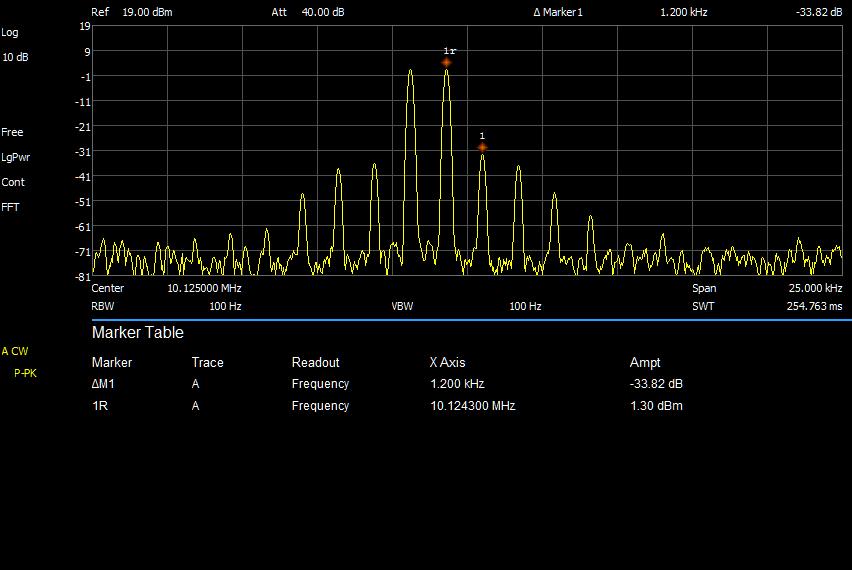 Ref 19.00 dBm Att 40.00 dB Δ Marker1 1.200 kHz -33.82 dB
19
Log
9
10 dB
-1
-11
-21
Free
-31
LgPwr
-41
Cont
-51
FFT
-61
-71
-81
1r
1
Center 10.125000 MHz Span 25.000 kHz
RBW 100 Hz VBW 100 Hz SWT 254.763 ms
Marker Table
A CW
P-PK
Marker Trace Readout X Axis Ampt
ΔM1 A Frequency 1.200 kHz -33.82 dB
1R A Frequency 10.124300 MHz 1.30 dBm